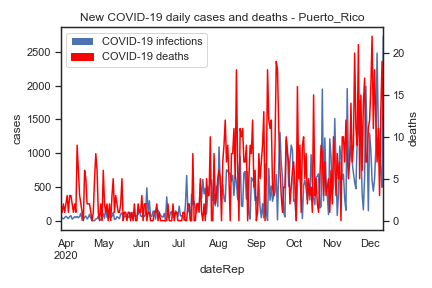 New COVID-19 daily cases and deaths - Puerto_Rico
COVID-19 infections
COVID-19 deaths
cases
2500
2000
1500
1000
500
0
deaths
20
15
10
5
0
Apr May Jun Jul Aug Sep Oct Nov Dec
2020
dateRep